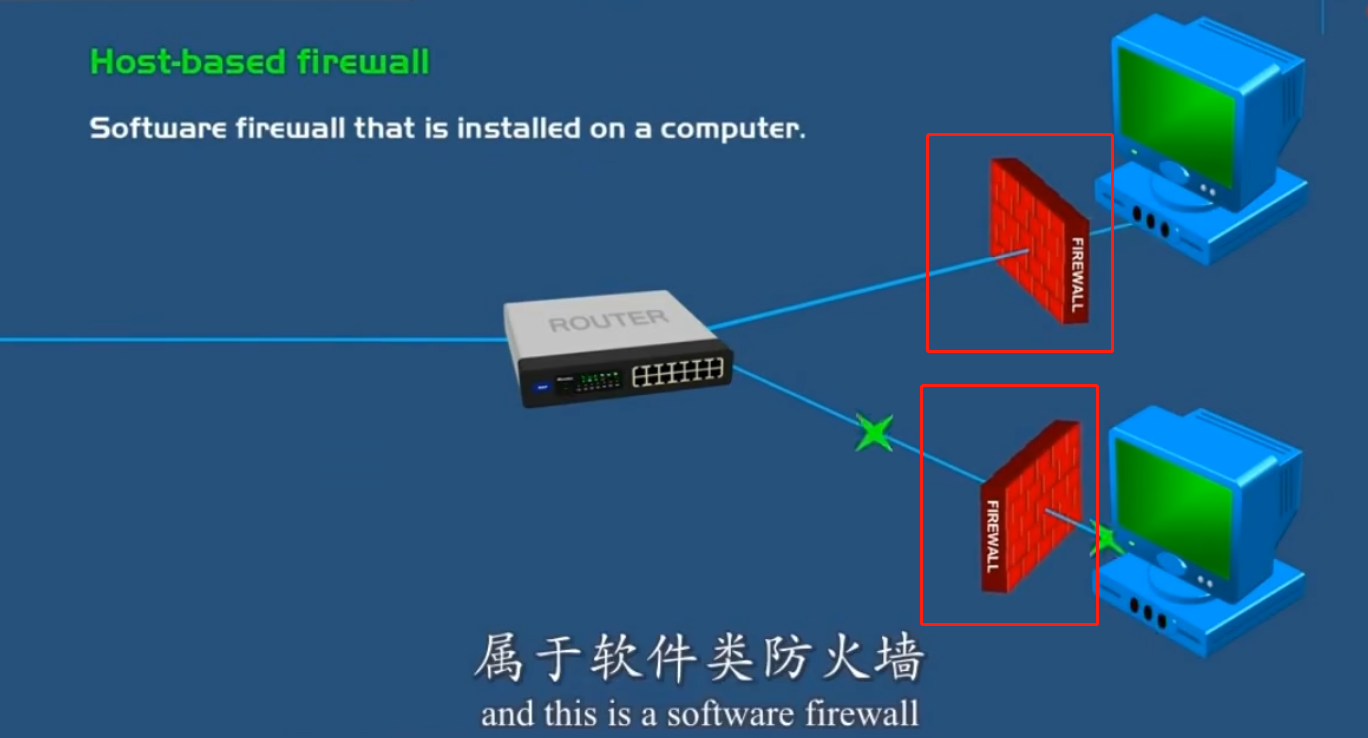 Host-based firewall
Software firewall that is installed on a computer.
FIREWALL
ROUTER
FIREWALL
属于软件类防火墙
and this is a software firewall